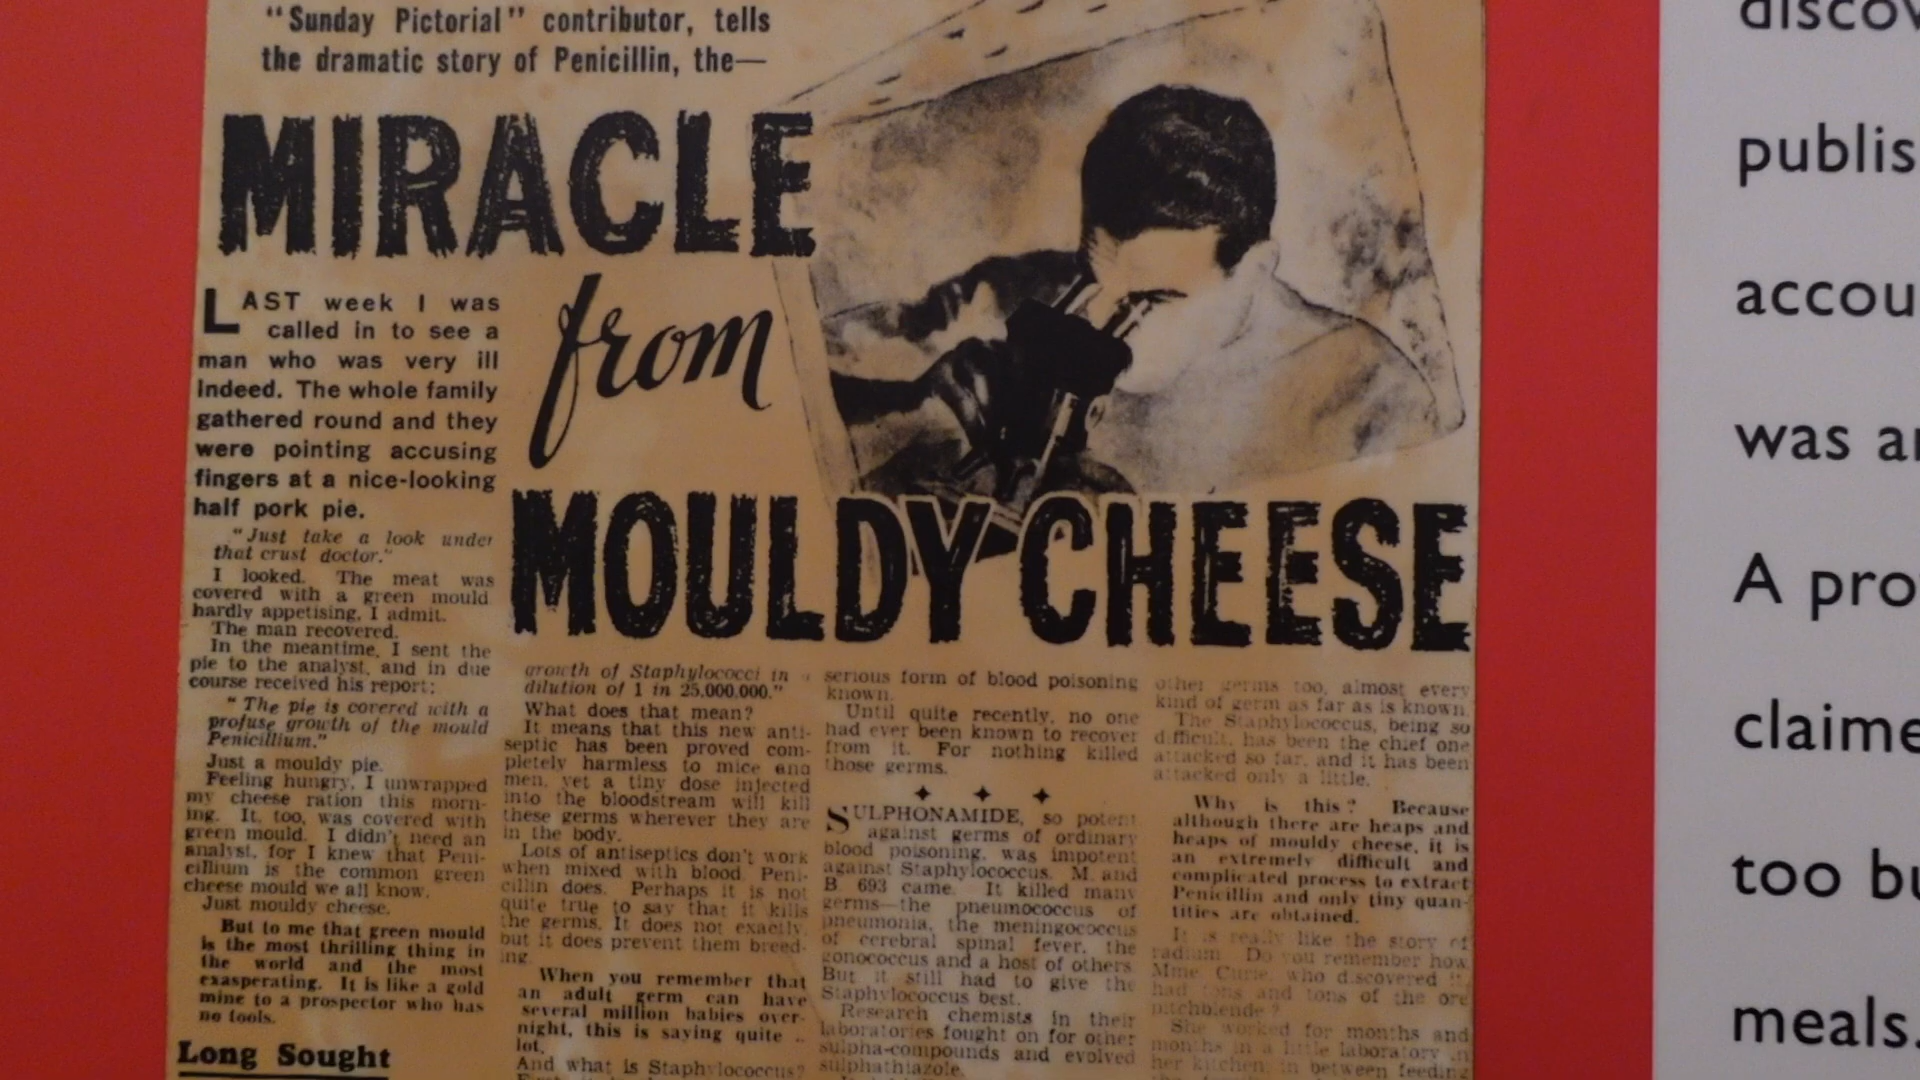 "Sunday Pictorial" contributor, tells
the dramatic story of Penicillin, the—
MIRACLE
from
MOULDY CHEESE
LAST week I was
called in to see a
man who was very ill
indeed. The whole family
gathered round and they
were pointing accusing
fingers at a nice-looking
half pork pie.
"Just take a look under
that crust doctor."
I looked. The meat was
covered with a green mould
hardly appetising, I admit.
The man recovered.
In the meantime, I sent the
pie to the analyst, and in due
course received his report:
"The pie is covered with a
profuse growth of the mould
Penicillium."
Just a mouldy pie.
Feeling hungry, I unwrapped
my cheese ration this morn-
ing. It, too, was covered with
green mould. I didn't need an
analyst, for I knew that Peni-
cillium is the common green
cheese mould we all know.
Just mouldy cheese.
But to me that green mould
is the most thrilling thing in
the world and the most
exasperating. It is like a gold
mine to a prospector who has
no tools.
Long Sought
growth of Staphylococci in
dilution of 1 in 25,000,000."
What does that mean?
It means that this new anti-
septic has been proved com-
pletely harmless to mice and
men, yet a tiny dose injected
into the bloodstream will kill
these germs wherever they are
in the body.
Lots of antiseptics don't work
when mixed with blood. Peni-
cillin does. Perhaps it is not
quite true to say that it kills
the germs. It does not exactly,
but it does prevent them breed-
ing.
When you remember that
an adult germ can have
several million babies over-
night, this is saying quite
lot.
And what is Staphylococcus?
serious form of blood poisoning
known.
Until quite recently, no one
had ever been known to recover
from it. For nothing killed
those germs.
SULPHONAMIDE, so potent
against germs of ordinary
blood poisoning, was impotent
against Staphylococcus. M. and
B. 693 came. It killed many
germs—the pneumococcus of
pneumonia, the meningococcus
of cerebral spinal fever, the
gonococcus and a host of others.
But it still had to give the
Staphylococcus best.
Research chemists in their
laboratories fought on for other
sulpha-compounds and evolved
sulphathiazole.
other germs too, almost every
kind of germ as far as is known.
The Staphylococcus, being so
difficult, has been the chief one
attacked so far, and it has been
attacked only a little.
Why is this? Because
although there are heaps and
heaps of mouldy cheese, it is
an extremely difficult and
complicated process to extract
Penicillin and only tiny quan-
tities are obtained.
It is really like the story of
radium. Do you remember how
Mme. Curie, who discovered it,
had tons and tons of the ore
pitchblende?
She worked for months and
months in a little laboratory in
her kitchen, in between feeding
discov
publis
accou
was
A pro
claime
too bu
meals.